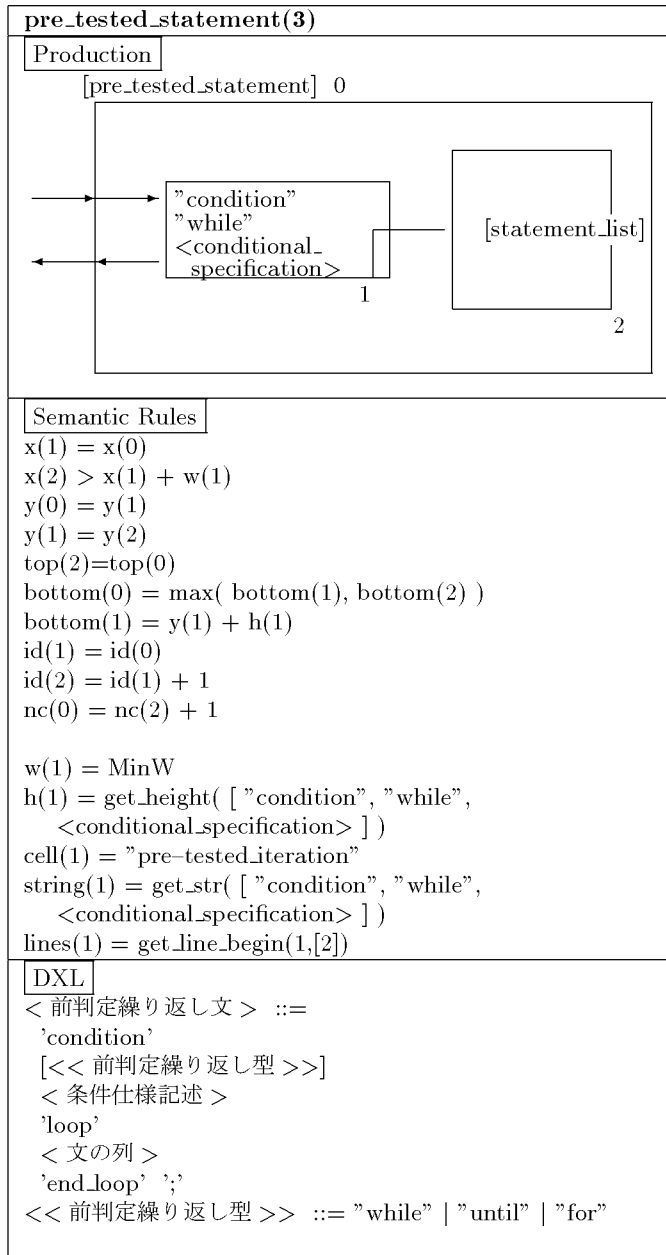 pre_tested_statement(3)
Production
[pre_tested_statement] 0
"condition"
"while"
<conditional_
specification>
1
[statement_list]
2
Semantic Rules
x(1) = x(0)
x(2) > x(1) + w(1)
y(0) = y(1)
y(1) = y(2)
top(2)=top(0)
bottom(0) = max( bottom(1), bottom(2) )
bottom(1) = y(1) + h(1)
id(1) = id(0)
id(2) = id(1) + 1
nc(0) = nc(2) + 1
w(1) = MinW
h(1) = get_height( [ "condition", "while",
<conditional_specification> ] )
cell(1) = "pre–tested_iteration"
string(1) = get_str( [ "condition", "while",
<conditional_specification> ] )
lines(1) = get_line_begin(1,[2])
DXL
< 前判定繰り返し文 > ::=
'condition'
[<< 前判定繰り返し型 >>]
< 条件仕様記述 >
'loop'
< 文の列 >
'end_loop' ';'
<< 前判定繰り返し型 >> ::= "while" | "until" | "for"